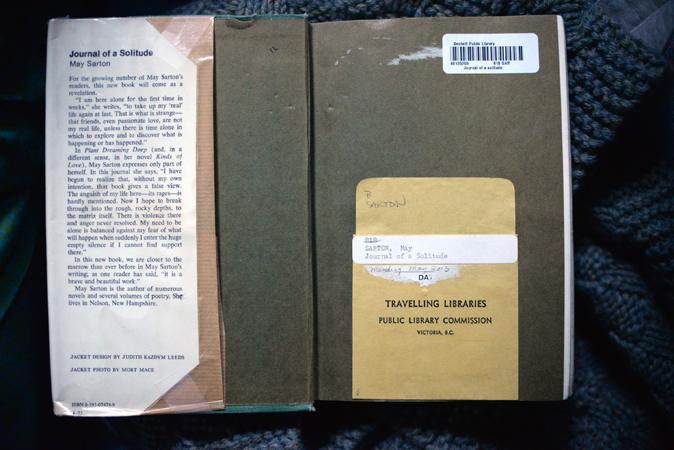 Journal of a Solitude
May Sarton
For the growing number of May Sarton's
readers, this new book will come as a
revelation.
"I am here alone for the first time in
weeks," she writes, "to take up my 'real'
life again at last. That is what is strange—
that friends, even passionate love, are not
my real life, unless there is time alone in
which to explore and to discover what is
happening or has happened."
In Plant Dreaming Deep (and, in a
different sense, in her novel Kinds of
Love), May Sarton expresses only part of
herself. In this journal she says, "I have
begun to realize that, without my own
intention, that book gives a false view.
The anguish of my life here—its rages—is
hardly mentioned. Now I hope to break
through into the rough, rocky depths, to
the matrix itself. There is violence there
and anger never resolved. My need to be
alone is balanced against my fear of what
will happen when suddenly I enter the huge
empty silence if I cannot find support
there."
In this new book, we are closer to the
marrow than ever before in May Sarton's
writing; as one reader has said, "it is a
brave and beautiful work."
May Sarton is the author of numerous
novels and several volumes of poetry. She
lives in Nelson, New Hampshire.
JACKET DESIGN BY JUDITH KAZDYM LEEDS
JACKET PHOTO BY MORT MACE
Public Library
818 SAR
Journal of a solitude
B
SARTON
818
SARTON, May
Journal of a Solitude
May 2013
DA
TRAVELLING LIBRARIES
PUBLIC LIBRARY COMMISSION
VICTORIA, B.C.